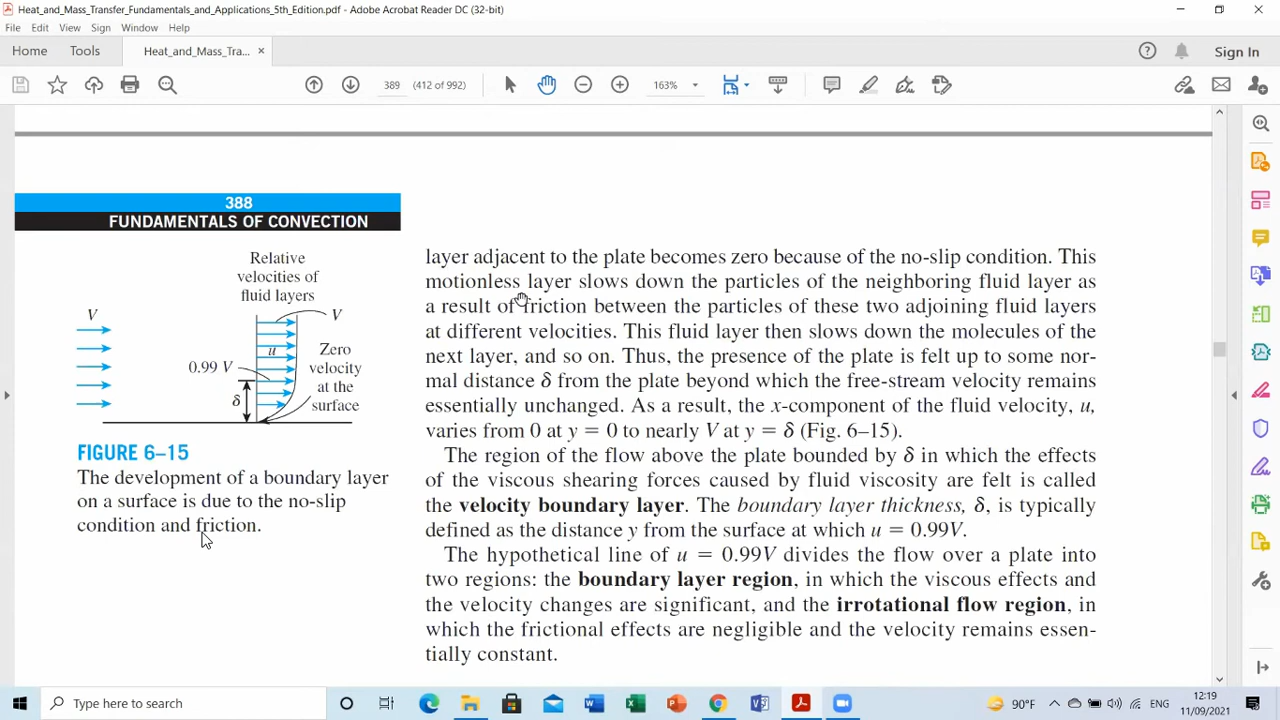 Heat_and_Mass_Transfer_Fundamentals_and_Applications_5th_Edition.pdf - Adobe Acrobat Reader DC (32-bit)
File Edit View Sign Window Help
Home Tools Heat_and_Mass_Tra... × Sign In
389 (412 of 992) 163%
388
FUNDAMENTALS OF CONVECTION
Relative
velocities of
fluid layers
V
V
u
Zero
velocity
at the
surface
0.99 V
δ
FIGURE 6–15
The development of a boundary layer
on a surface is due to the no-slip
condition and friction.
layer adjacent to the plate becomes zero because of the no-slip condition. This
motionless layer slows down the particles of the neighboring fluid layer as
a result of friction between the particles of these two adjoining fluid layers
at different velocities. This fluid layer then slows down the molecules of the
next layer, and so on. Thus, the presence of the plate is felt up to some nor-
mal distance δ from the plate beyond which the free-stream velocity remains
essentially unchanged. As a result, the x-component of the fluid velocity, u,
varies from 0 at y = 0 to nearly V at y = δ (Fig. 6–15).
The region of the flow above the plate bounded by δ in which the effects
of the viscous shearing forces caused by fluid viscosity are felt is called
the velocity boundary layer. The boundary layer thickness, δ, is typically
defined as the distance y from the surface at which u = 0.99V.
The hypothetical line of u = 0.99V divides the flow over a plate into
two regions: the boundary layer region, in which the viscous effects and
the velocity changes are significant, and the irrotational flow region, in
which the frictional effects are negligible and the velocity remains essen-
tially constant.
Type here to search
90°F
ENG
12:19
11/09/2021